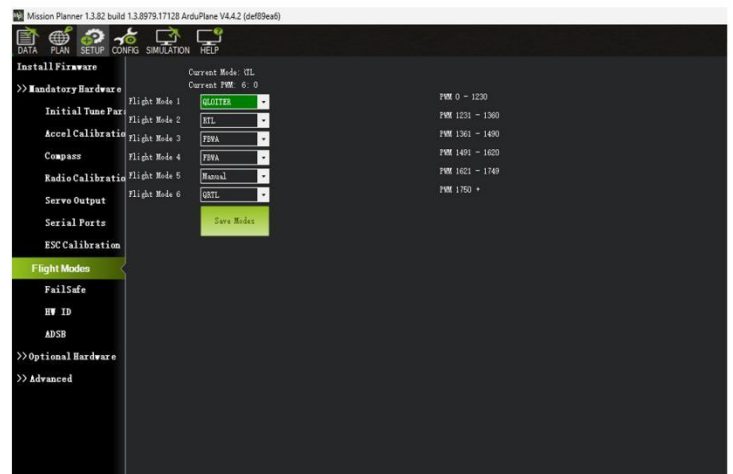 Mission Planner 1.3.82 build 1.3.8979.17128 ArduPlane V4.4.2 (def89ea6)
DATA PLAN SETUP CONFIG SIMULATION HELP
Install Firmware
>> Mandatory Hardware
Initial Tune Par
Accel Calibratio
Compass
Radio Calibratio
Servo Output
Serial Ports
ESC Calibration
Flight Modes
FailSafe
HW ID
ADSB
>> Optional Hardware
>> Advanced
Current Mode:
Current PWM: 6: 0
Flight Mode 1 QLOITER PWM 0 - 1230
Flight Mode 2 RTL PWM 1231 - 1360
Flight Mode 3 FBWA PWM 1361 - 1490
Flight Mode 4 FBWA PWM 1491 - 1620
Flight Mode 5 Manual PWM 1621 - 1749
Flight Mode 6 QRTL PWM 1750 +
Save Modes